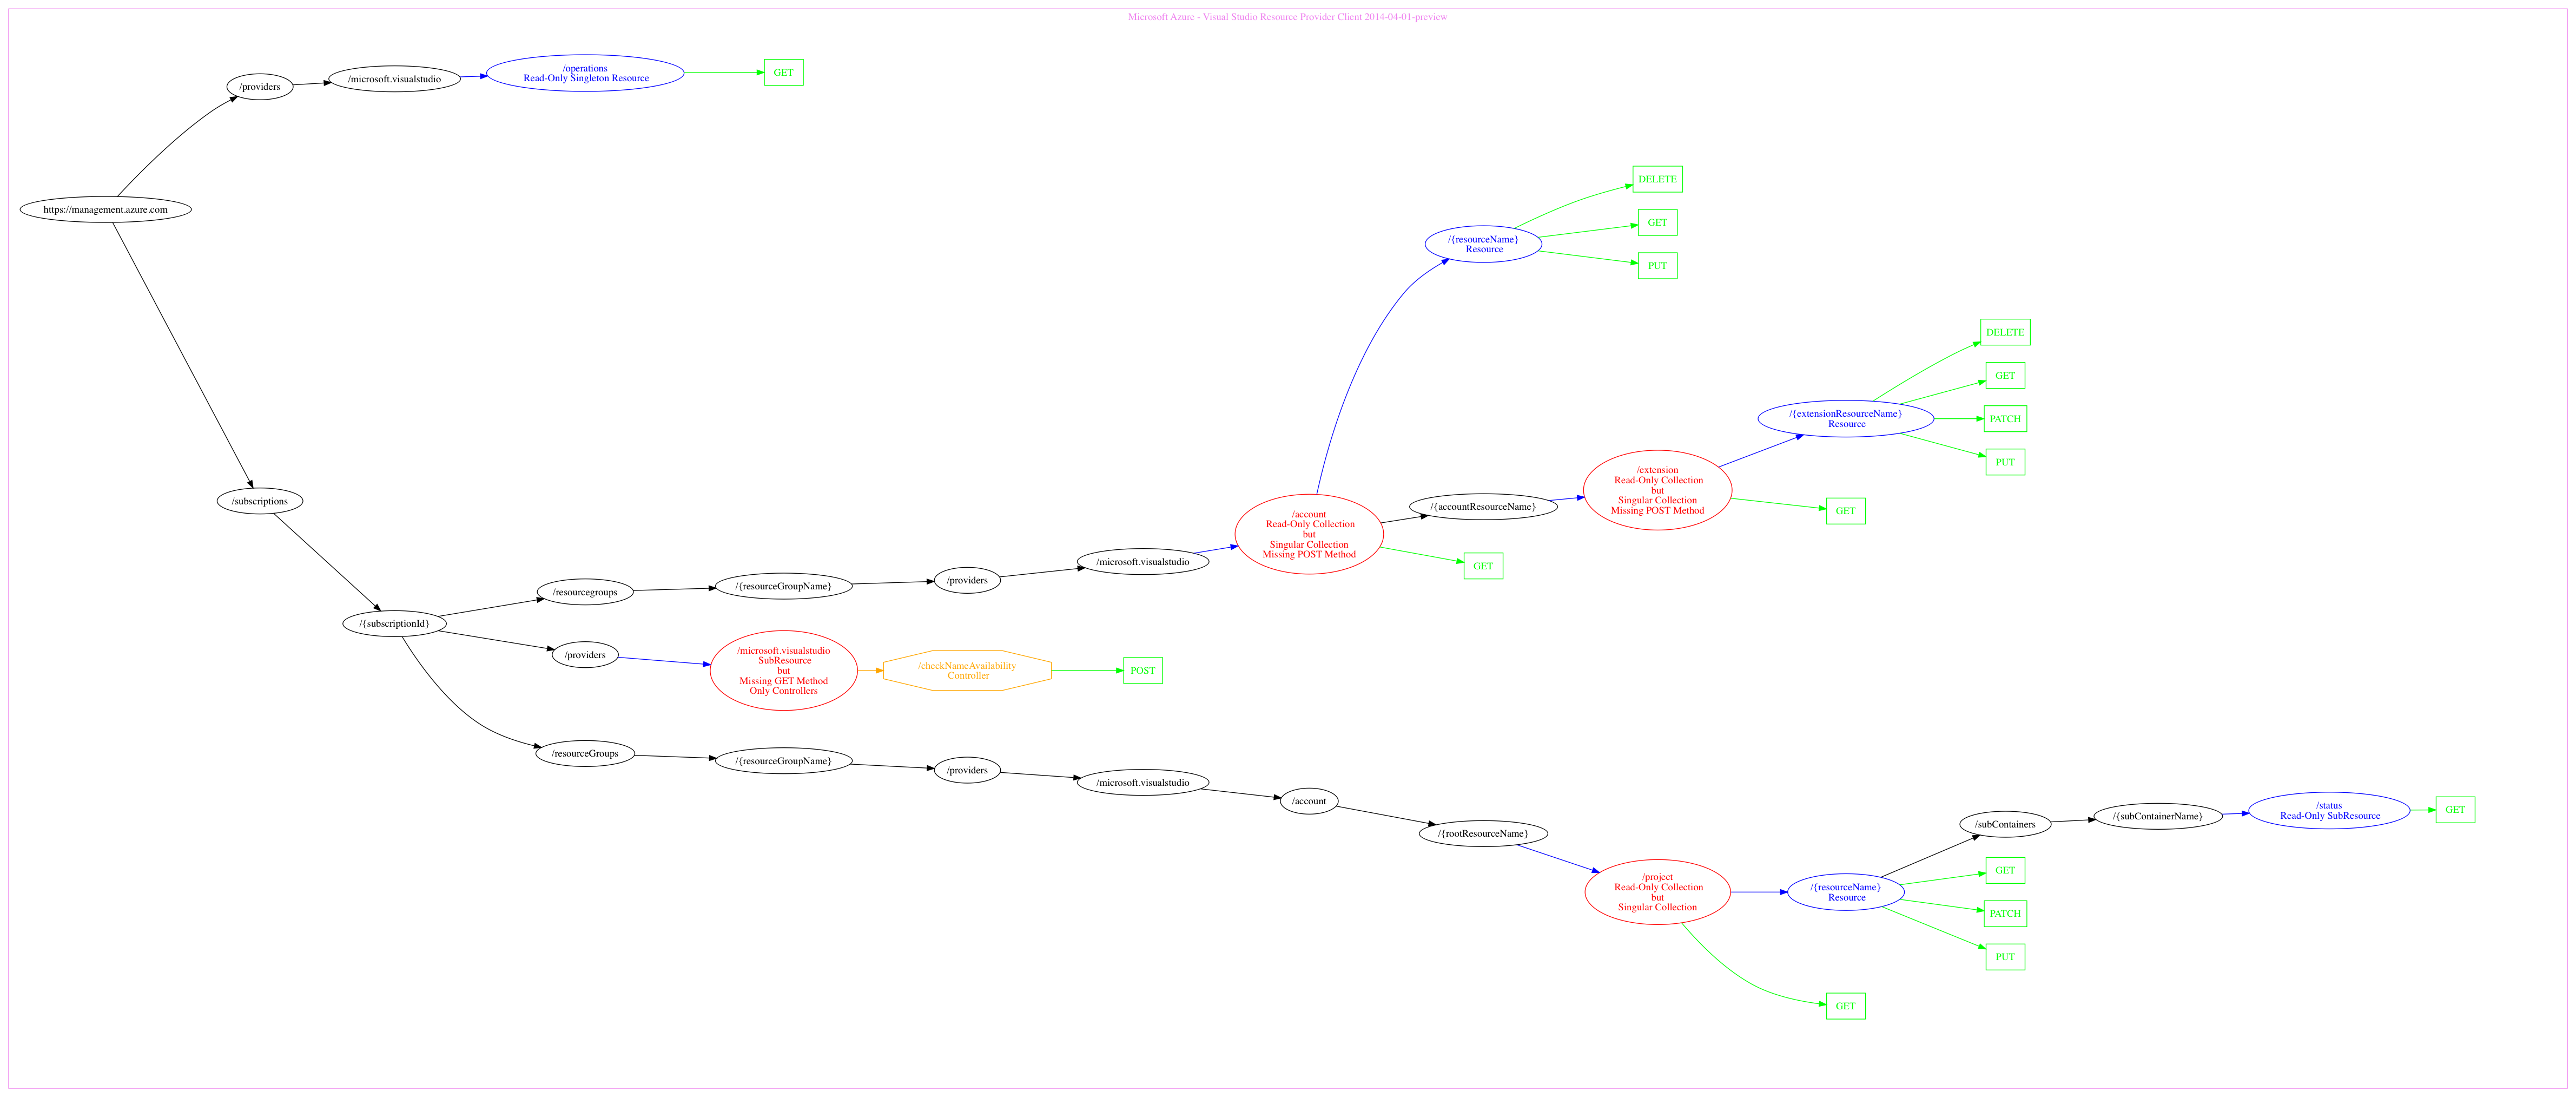 Microsoft Azure - Visual Studio Resource Provider Client 2014-04-01-preview
https://management.azure.com
/providers
/microsoft.visualstudio
/operations
Read-Only Singleton Resource
GET
/subscriptions
/{subscriptionId}
/resourcegroups
/{resourceGroupName}
/providers
/microsoft.visualstudio
/account
Read-Only Collection
but
Singular Collection
Missing POST Method
/{resourceName}
Resource
DELETE
GET
PUT
/{accountResourceName}
/extension
Read-Only Collection
but
Singular Collection
Missing POST Method
/{extensionResourceName}
Resource
DELETE
GET
PATCH
PUT
GET
GET
/providers
/microsoft.visualstudio
SubResource
but
Missing GET Method
Only Controllers
/checkNameAvailability
Controller
POST
/resourceGroups
/{resourceGroupName}
/providers
/microsoft.visualstudio
/account
/{rootResourceName}
/project
Read-Only Collection
but
Singular Collection
/{resourceName}
Resource
/subContainers
/{subContainerName}
/status
Read-Only SubResource
GET
GET
PATCH
PUT
GET